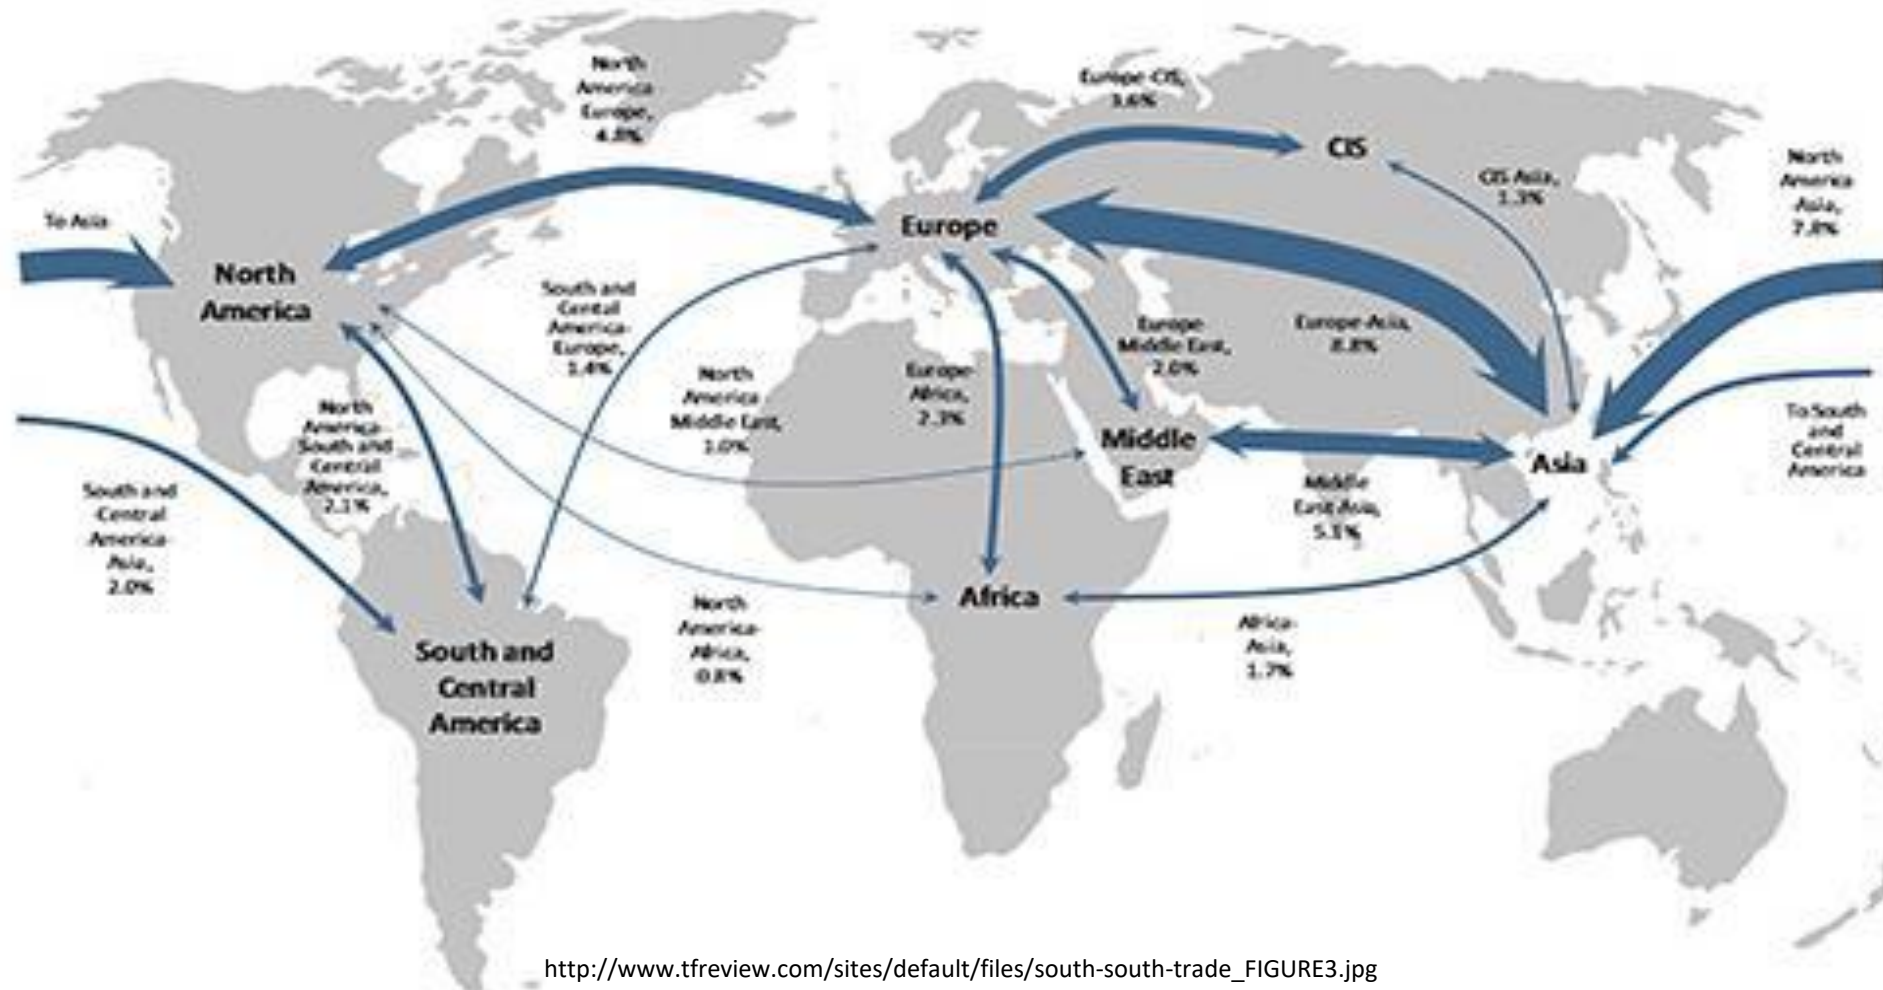 North
America
Europe,
4.8%
Europe-CIS,
3.6%
CIS
CIS Asia,
1.3%
North
America
Asia,
7.8%
To Asia
Europe
North
America
South and
Cental
America-
Europe,
1.4%
Europe
Middle East,
2.0%
Europe-Asia,
8.8%
North
America
Middle East,
1.0%
Europe-
Africa,
2.3%
North
America-
South and
Central
America,
2.1%
To South
and
Central
America
Middle
East
Asia
South and
Central
America-
Asia,
2.0%
Middle
East-Asia,
North
America-
Africa,
0.8%
Africa
Africa-
Asia,
1.7%
South and
Central
America
http://www.tfreview.com/sites/default/files/south-south-trade_FIGURE3.jpg